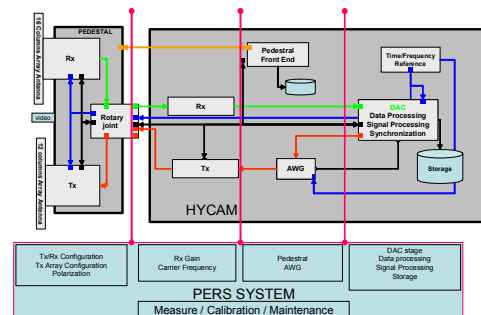 PEDESTAL
16 Columns Array Antenna
Rx
video
Rotary
joint
12 columns Array Antenna
Tx
Pedestral
Front End
Time/Frequency
Reference
Rx
DAC
Data Processing
Signal Processing
Synchronization
Tx
AWG
Storage
HYCAM
Tx/Rx Configuration
Tx Array Configuration
Polarization
Rx Gain
Carrier Frequency
Pedestal
AWG
DAC stage
Data processing
Signal Processing
Storage
PERS SYSTEM
Measure / Calibration / Maintenance